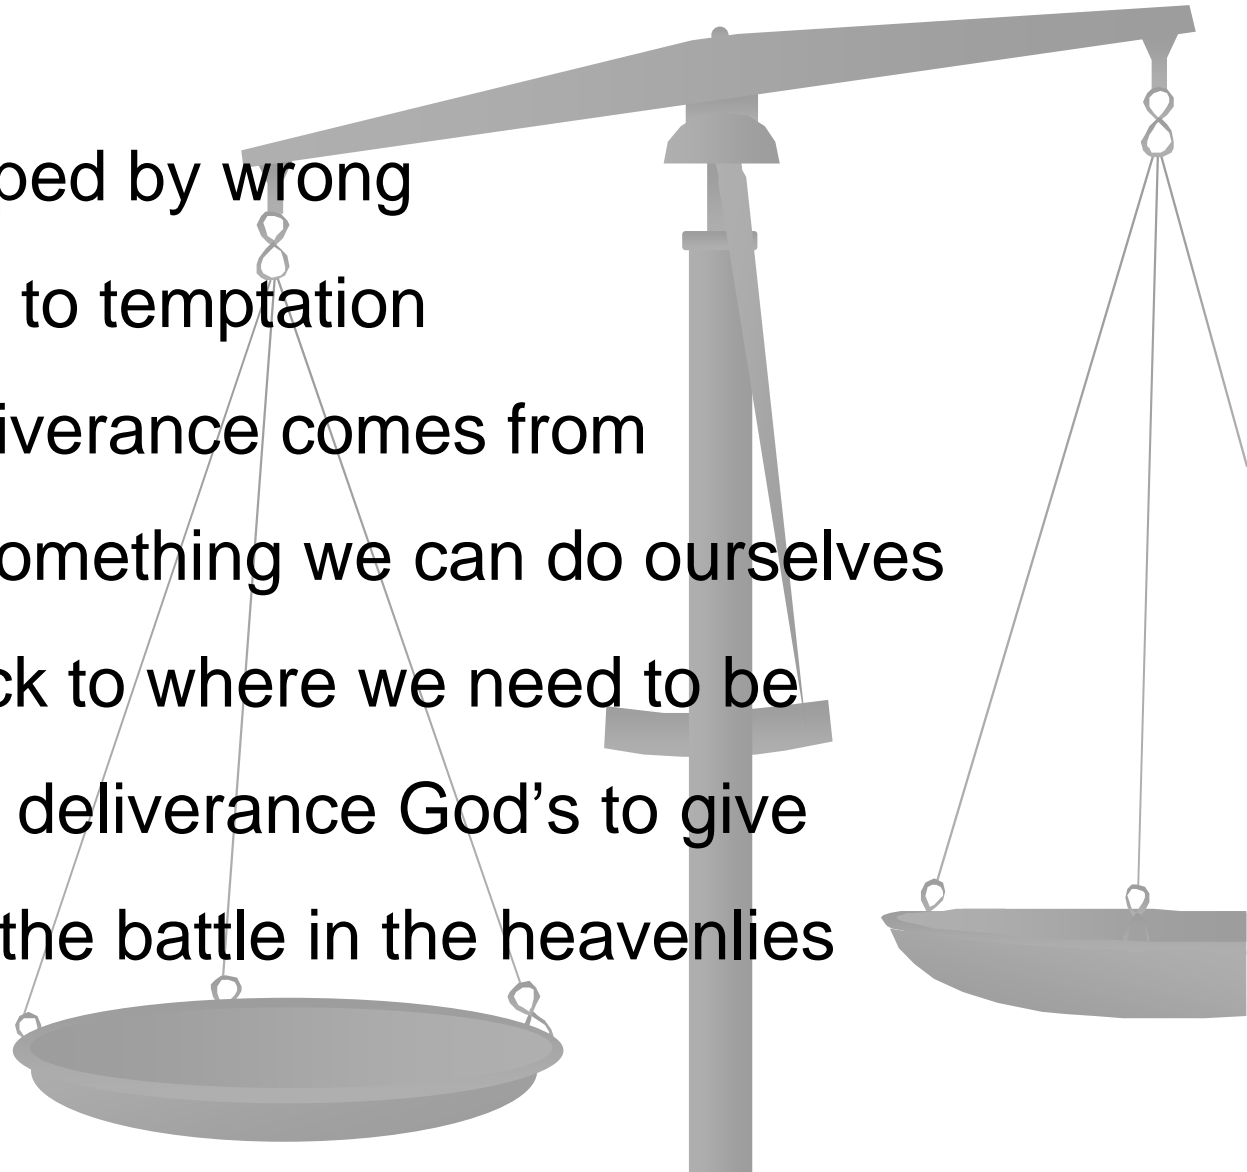 ped by wrong
to temptation
iverance comes from
omething we can do ourselves
ck to where we need to be
deliverance God's to give
the battle in the heavenlies